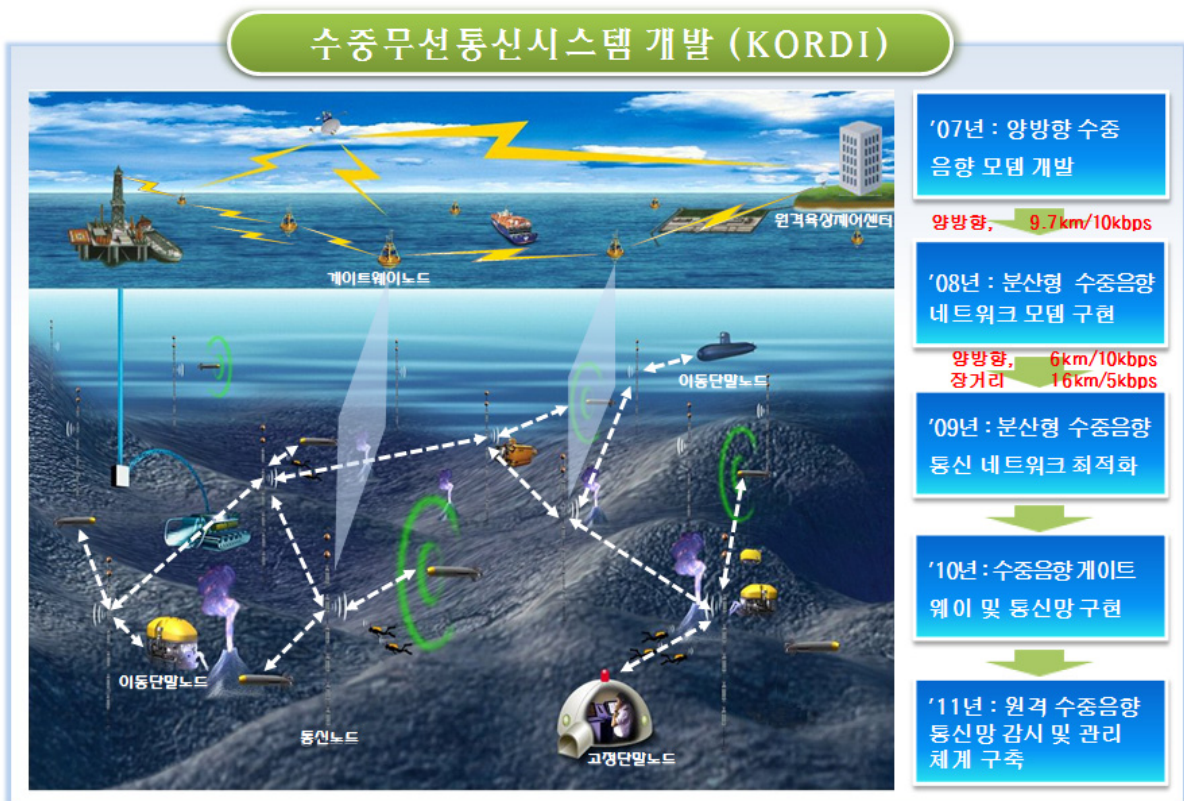 수중무선통신시스템 개발 (KORDI)
원격육상제어센터
게이트웨이노드
이동단말노드
이동단말노드
통신노드
고정단말노드
'07년 : 양방향 수중
음향 모뎀 개발
양방향, 9.7km/10kbps
'08년 : 분산형 수중음향
네트워크 모뎀 구현
양방향, 6km/10kbps
장거리 16km/5kbps
'09년 : 분산형 수중음향
통신 네트워크 최적화
'10년 : 수중음향 게이트
웨이 및 통신망 구현
'11년 : 원격 수중음향
통신망 감시 및 관리
체계 구축